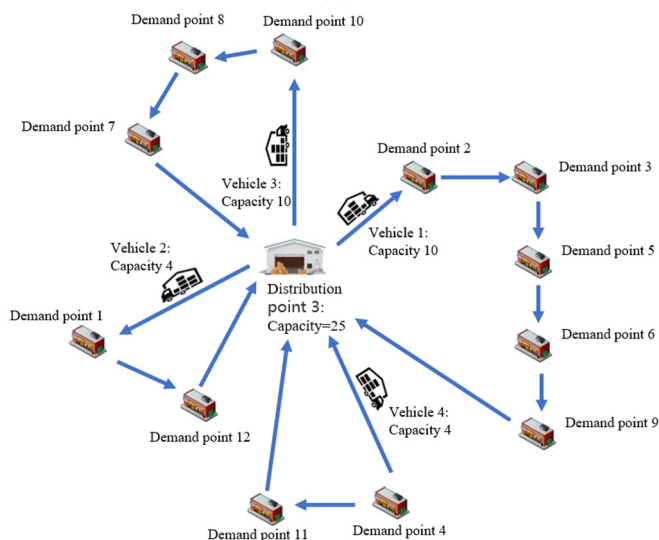 Demand point 8
Demand point 10
Demand point 7
Demand point 2
Demand point 3
Vehicle 3:
Capacity 10
Vehicle 1:
Capacity 10
Vehicle 2:
Capacity 4
Demand point 5
Distribution
point 3:
Capacity=25
Demand point 1
Demand point 6
Vehicle 4:
Capacity 4
Demand point 12
Demand point 9
Demand point 11
Demand point 4